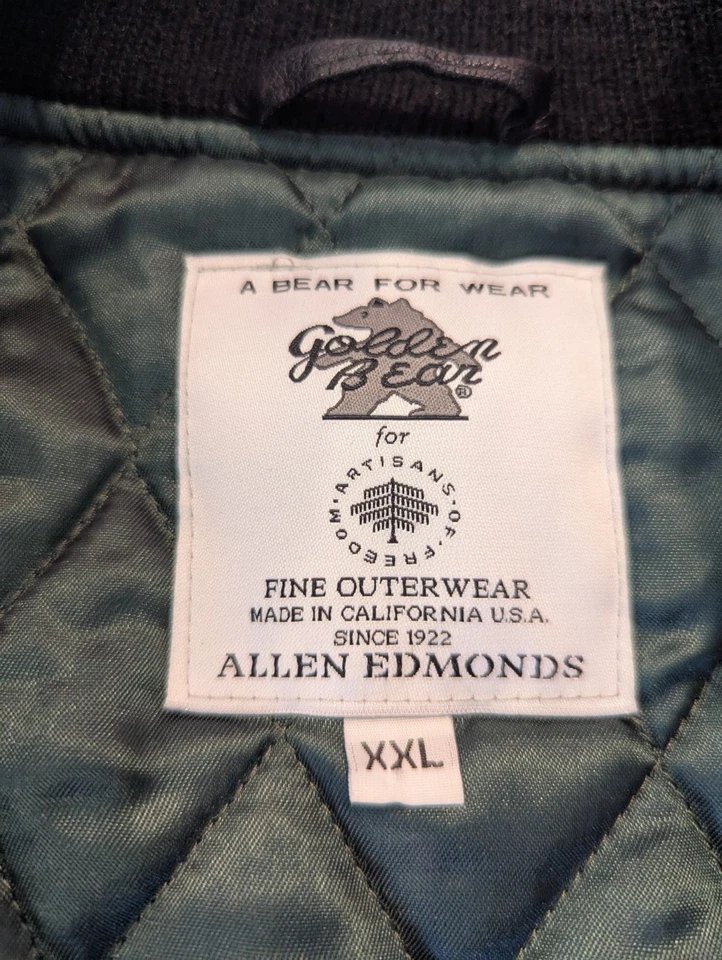 A BEAR FOR WEAR
Golden
Bear®
for
ARTISANS·OF·FREEDOM·
FINE OUTERWEAR
MADE IN CALIFORNIA U.S.A.
SINCE 1922
ALLEN EDMONDS
XXL